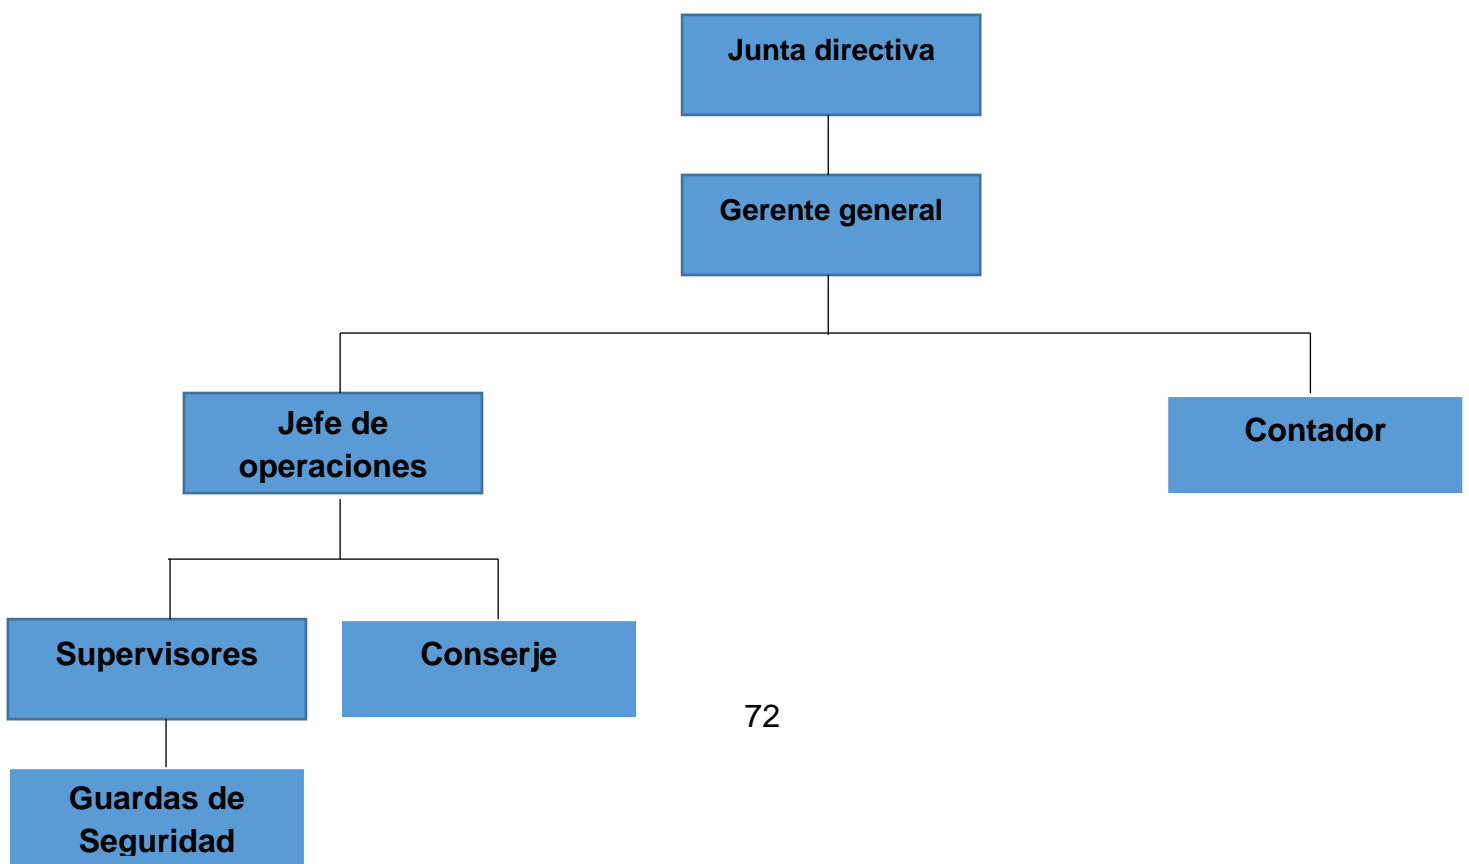 Junta directiva
Gerente general
Jefe de
operaciones
Contador
Supervisores
Conserje
72
Guardas de
Seguridad